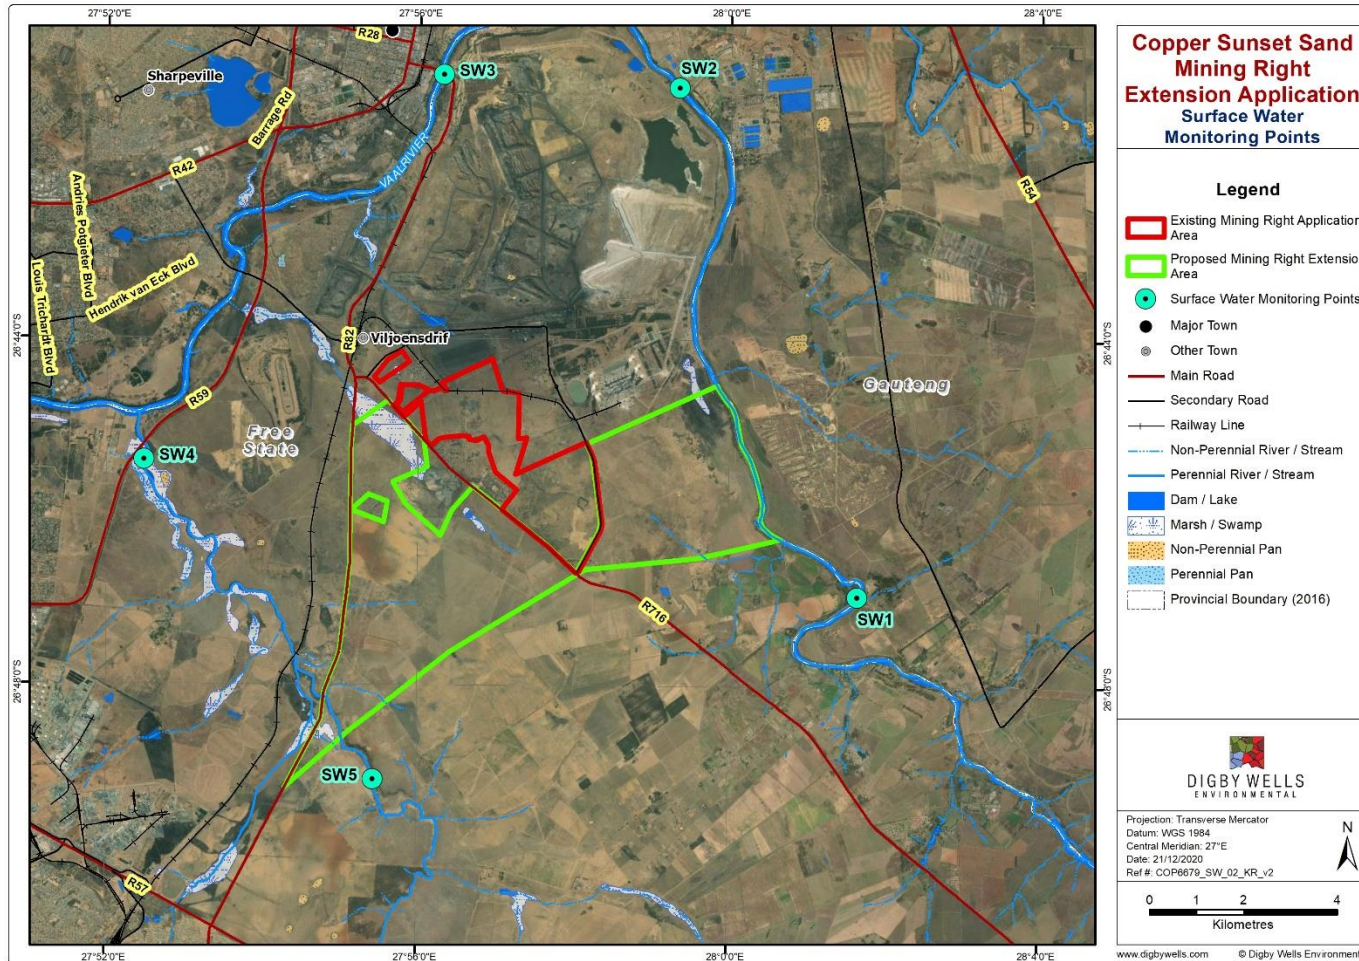 27°52'0"E
27°56'0"E
28°0'0"E
28°4'0"E
R28
Sharpeville
SW3
SW2
Barrage Rd
VAALRIVIER
R42
R54
Andries Potgieter Blvd
Hendrik van Eck Blvd
Louis Trichardt Blvd
26°44'0"S
26°44'0"S
R82
Viljoensdrif
Gauteng
R59
Free
State
SW4
SW1
R716
26°48'0"S
26°48'0"S
SW5
R57
27°52'0"E
27°56'0"E
28°0'0"E
28°4'0"E
Copper Sunset Sand
Mining Right
Extension Application
Surface Water
Monitoring Points
Legend
Existing Mining Right Application
Area
Proposed Mining Right Extensio
Area
Surface Water Monitoring Points
Major Town
Other Town
Main Road
Secondary Road
Railway Line
Non-Perennial River / Stream
Perennial River / Stream
Dam / Lake
Marsh / Swamp
Non-Perennial Pan
Perennial Pan
Provincial Boundary (2016)
DIGBY WELLS
ENVIRONMENTAL
Projection: Transverse Mercator
Datum: WGS 1984
Central Meridian: 27°E
Date: 21/12/2020
Ref #: COP6679_SW_02_KR_v2
N
0 1 2 4
Kilometres
www.digbywells.com © Digby Wells Environment